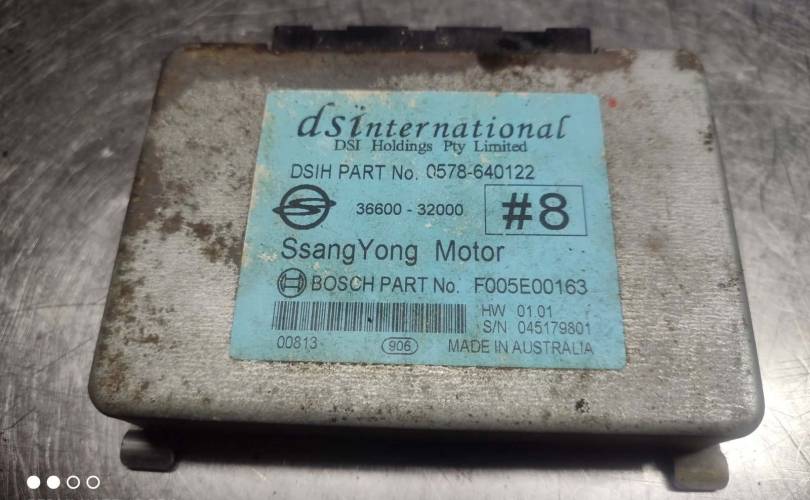 dsinternational
DSI Holdings Pty Limited
DSIH PART No. 0578-640122
36600-32000 #8
SsangYong Motor
BOSCH PART No. F005E00163
HW 01.01
S/N 045179801
00813 906 MADE IN AUSTRALIA